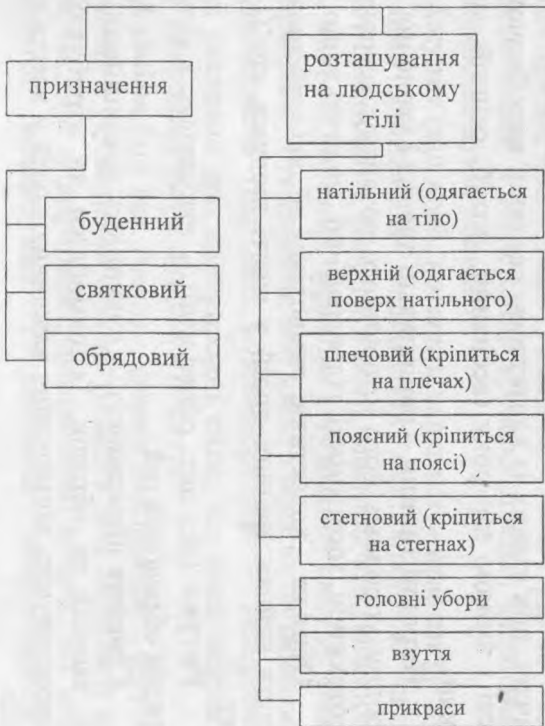 призначення
буденний
святковий
обрядовий
розташування
на людському
тілі
натільний (одягається
на тіло)
верхній (одягається
поверх натільного)
плечовий (кріпиться
на плечах)
поясний (кріпиться
на поясі)
стегновий (кріпиться
на стегнах)
головні убори
взуття
прикраси